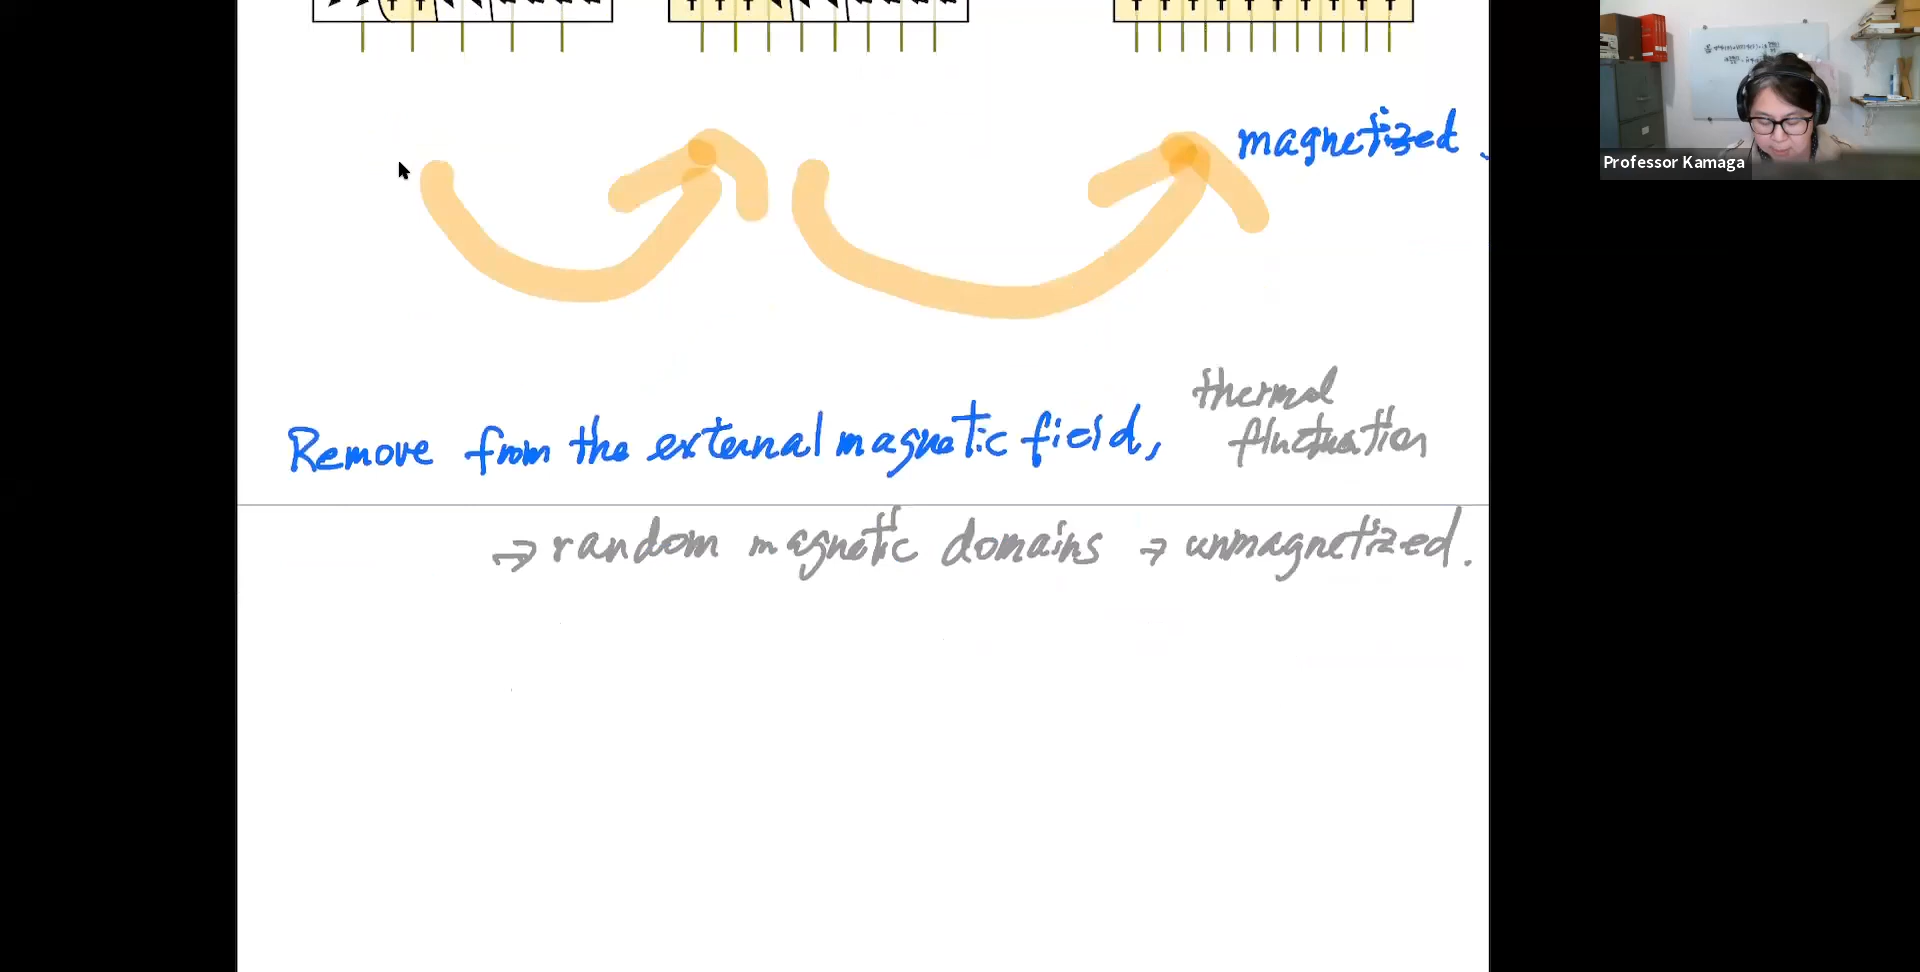 magnetized.
Professor Kamaga
thermal
Remove from the external magnetic field, fluctuation
→ random magnetic domains → unmagnetized.